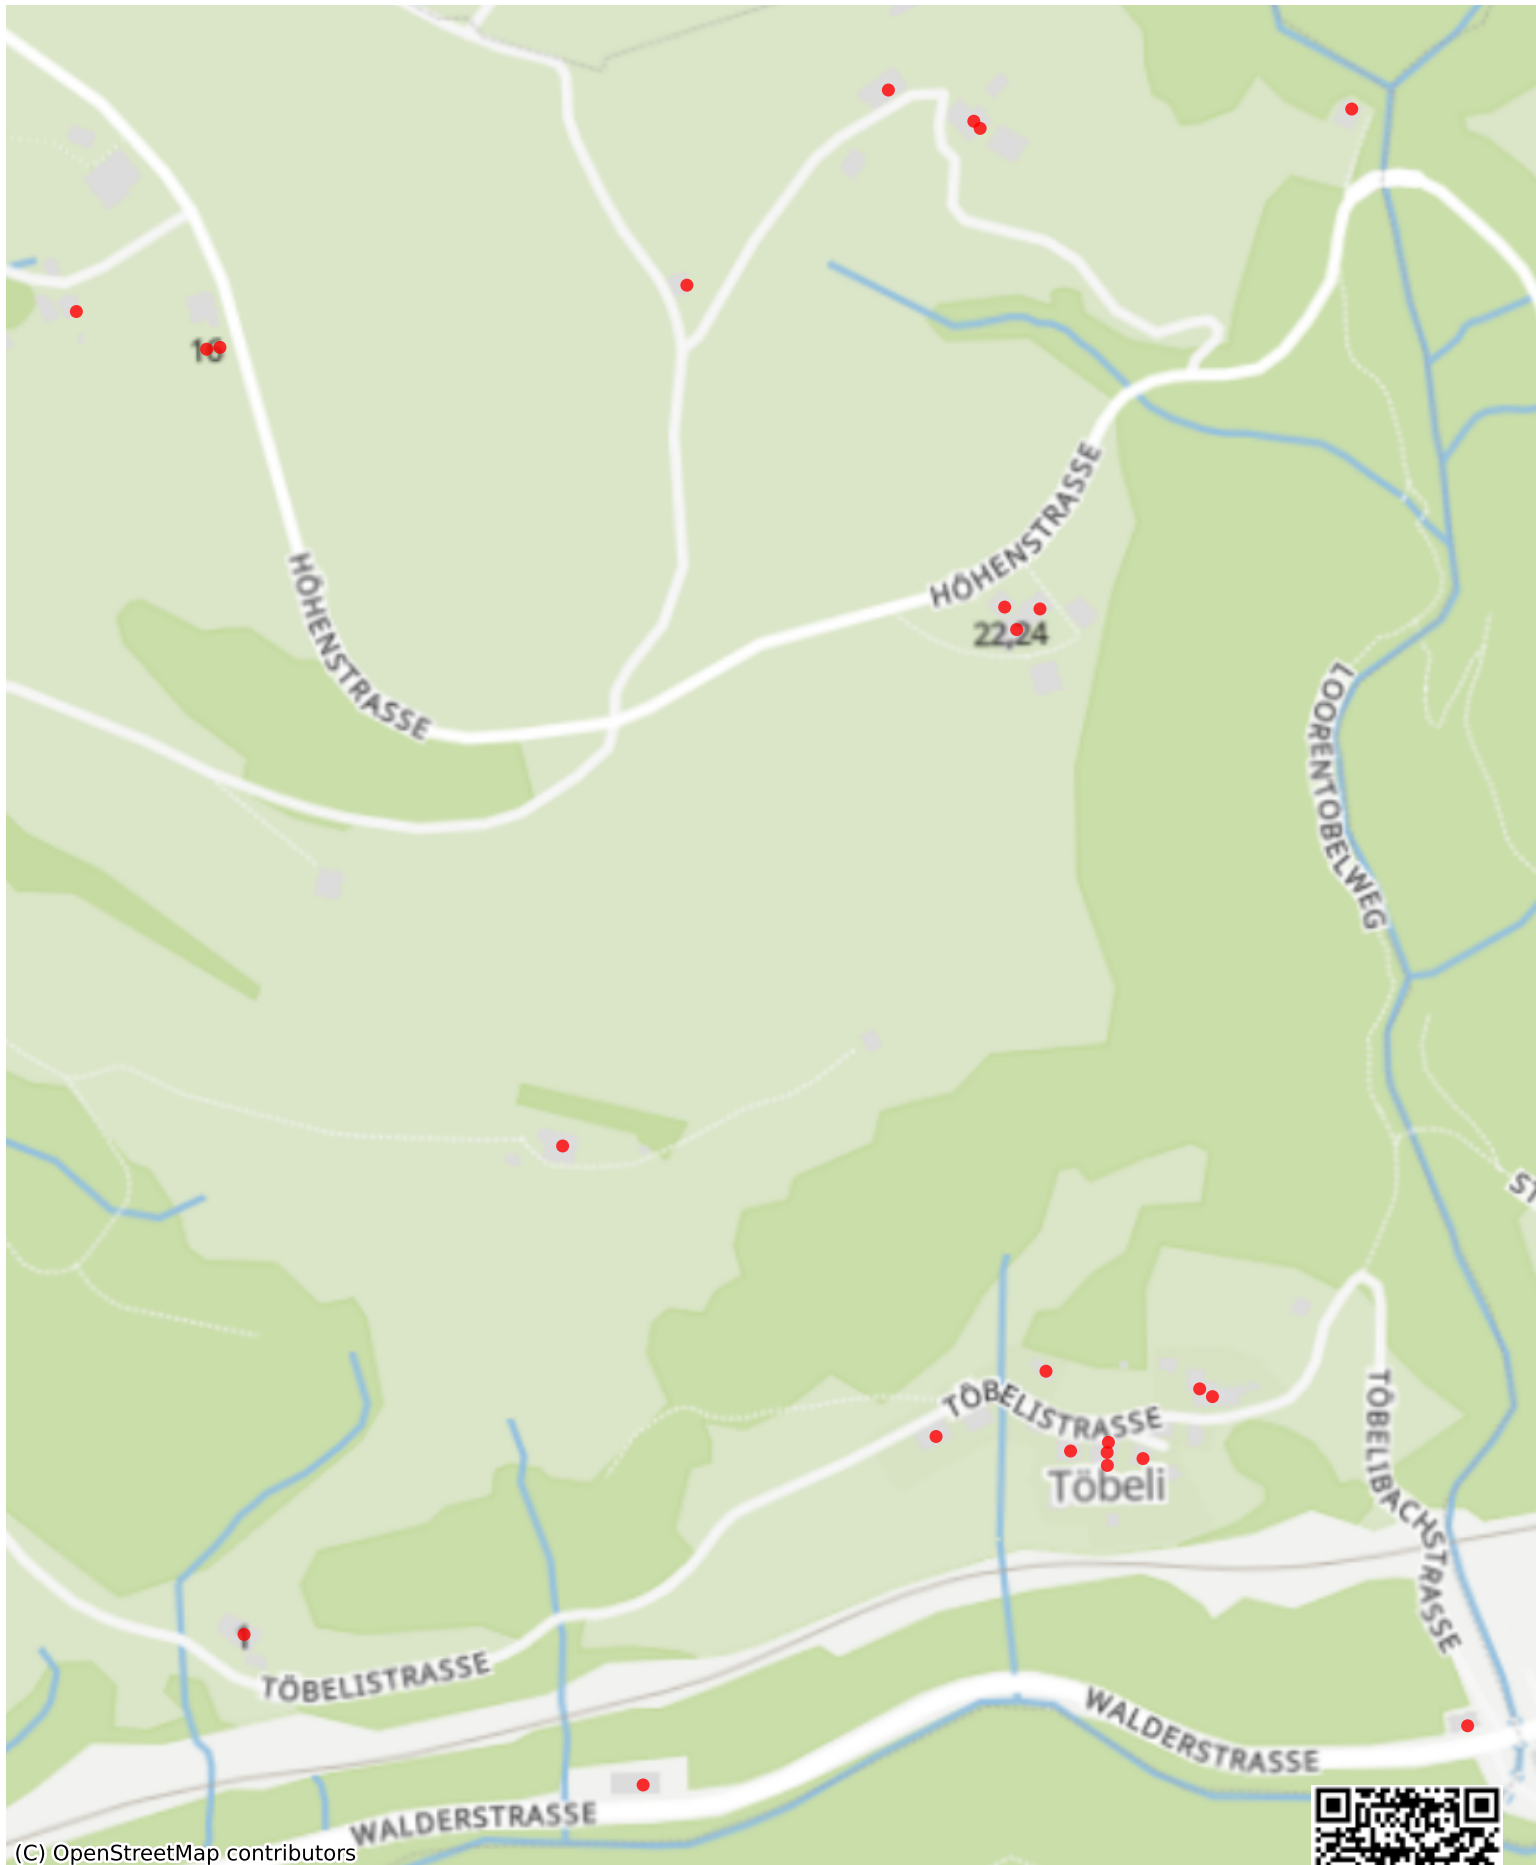 HÖHENSTRASSE
HÖHENSTRASSE
22,24
LOORENTOBELWEG
TÖBELISTRASSE
Töbeli
TÖBELIBACHSTRASSE
TÖBELISTRASSE
WALDERSTRASSE
WALDERSTRASSE
(C) OpenStreetMap contributors